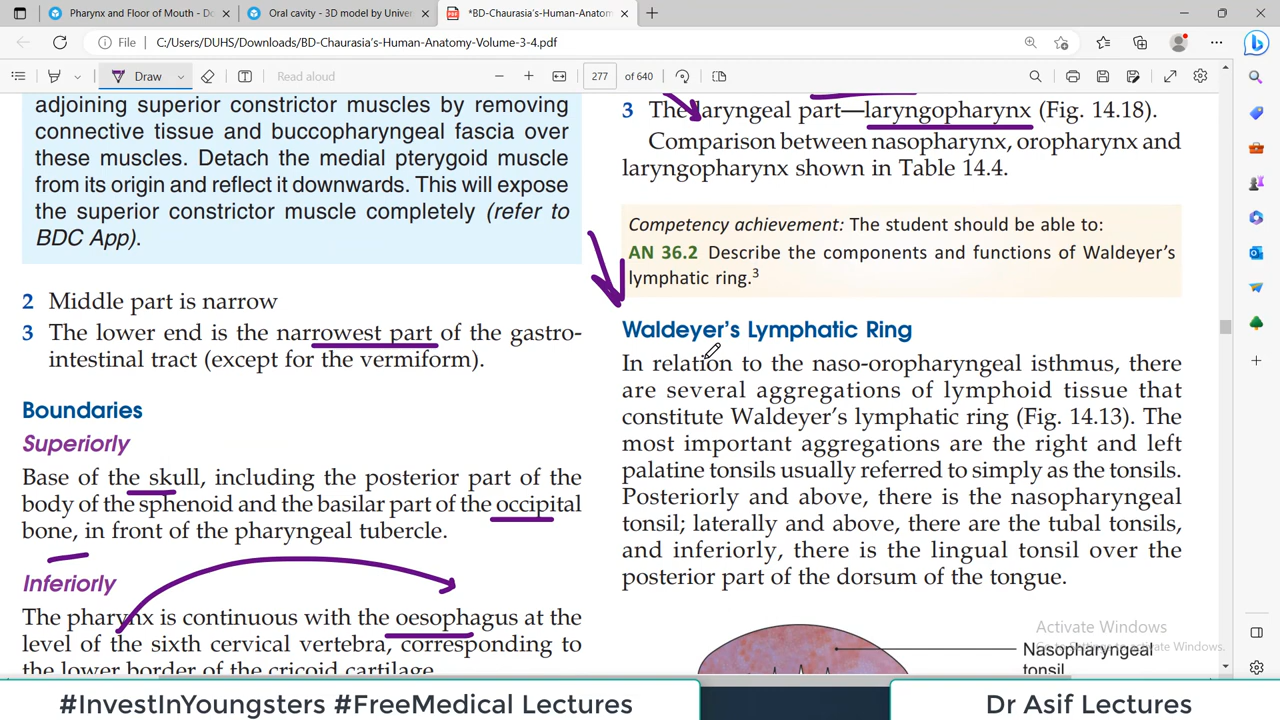 Pharynx and Floor of Mouth - Do
Oral cavity - 3D model by Univer
*BD-Chaurasia's-Human-Anatom
File
C:/Users/DUHS/Downloads/BD-Chaurasia's-Human-Anatomy-Volume-3-4.pdf
Draw
Read aloud
277
of 640
adjoining superior constrictor muscles by removing
connective tissue and buccopharyngeal fascia over
these muscles. Detach the medial pterygoid muscle
from its origin and reflect it downwards. This will expose
the superior constrictor muscle completely (refer to
BDC App).
2 Middle part is narrow
3 The lower end is the narrowest part of the gastro-
intestinal tract (except for the vermiform).
Boundaries
Superiorly
Base of the skull, including the posterior part of the
body of the sphenoid and the basilar part of the occipital
bone, in front of the pharyngeal tubercle.
Inferiorly
The pharynx is continuous with the oesophagus at the
level of the sixth cervical vertebra, corresponding to
the lower border of the cricoid cartilage.
3 The laryngeal part—laryngopharynx (Fig. 14.18).
Comparison between nasopharynx, oropharynx and
laryngopharynx shown in Table 14.4.
Competency achievement: The student should be able to:
AN 36.2 Describe the components and functions of Waldeyer's
lymphatic ring.³
Waldeyer's Lymphatic Ring
In relation to the naso-oropharyngeal isthmus, there
are several aggregations of lymphoid tissue that
constitute Waldeyer's lymphatic ring (Fig. 14.13). The
most important aggregations are the right and left
palatine tonsils usually referred to simply as the tonsils.
Posteriorly and above, there is the nasopharyngeal
tonsil; laterally and above, there are the tubal tonsils,
and inferiorly, there is the lingual tonsil over the
posterior part of the dorsum of the tongue.
Nasopharyngeal
tonsil
Activate Windows
Go to Settings to activate Windows.
#InvestInYoungsters #FreeMedical Lectures
Dr Asif Lectures